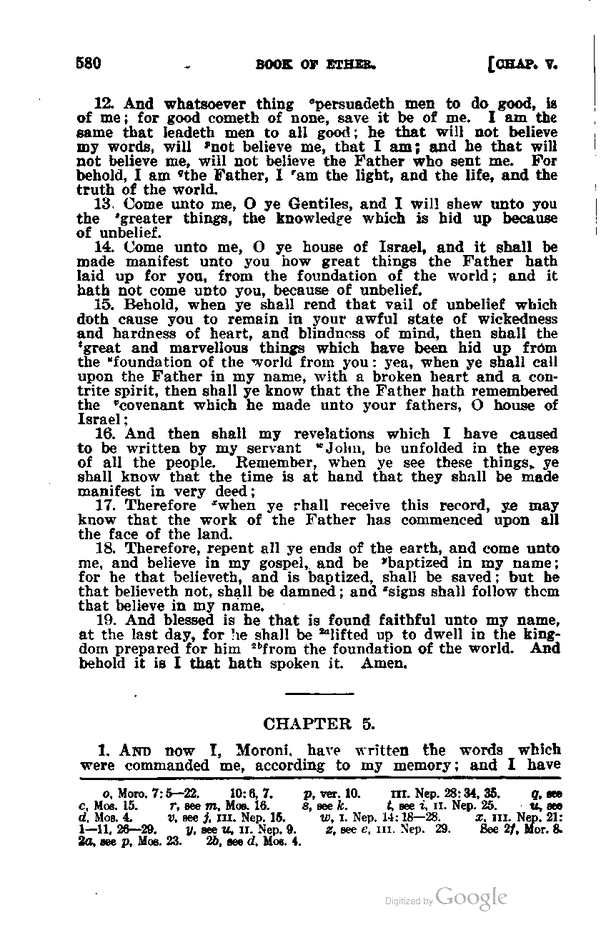 580 - BOOK OF ETHER. [CHAP. V.
12. And whatsoever thing ᵒpersuadeth men to do good, is
of me; for good cometh of none, save it be of me. I am the
same that leadeth men to all good; he that will not believe
my words, will ᵖnot believe me, that I am; and he that will
not believe me, will not believe the Father who sent me. For
behold, I am ᑫthe Father, I ʳam the light, and the life, and the
truth of the world.
13. Come unto me, O ye Gentiles, and I will shew unto you
the ˢgreater things, the knowledge which is hid up because
of unbelief.
14. Come unto me, O ye house of Israel, and it shall be
made manifest unto you how great things the Father hath
laid up for you, from the foundation of the world; and it
hath not come unto you, because of unbelief.
15. Behold, when ye shall rend that vail of unbelief which
doth cause you to remain in your awful state of wickedness
and hardness of heart, and blindness of mind, then shall the
ᵗgreat and marvellous things which have been hid up from
the ᵘfoundation of the world from you: yea, when ye shall call
upon the Father in my name, with a broken heart and a con-
trite spirit, then shall ye know that the Father hath remembered
the ᵛcovenant which he made unto your fathers, O house of
Israel;
16. And then shall my revelations which I have caused
to be written by my servant ʷJohn, be unfolded in the eyes
of all the people. Remember, when ye see these things, ye
shall know that the time is at hand that they shall be made
manifest in very deed;
17. Therefore ˣwhen ye shall receive this record, ye may
know that the work of the Father has commenced upon all
the face of the land.
18. Therefore, repent all ye ends of the earth, and come unto
me, and believe in my gospel, and be ʸbaptized in my name;
for he that believeth, and is baptized, shall be saved; but he
that believeth not, shall be damned; and ᶻsigns shall follow them
that believe in my name.
19. And blessed is he that is found faithful unto my name,
at the last day, for he shall be ²ᵃlifted up to dwell in the king-
dom prepared for him ²ᵇfrom the foundation of the world. And
behold it is I that hath spoken it. Amen.
CHAPTER 5.
1. AND now I, Moroni, have written the words which
were commanded me, according to my memory; and I have
o, Moro. 7: 5—22. 10: 6, 7. p, ver. 10. III. Nep. 28: 34, 35. q, see
c, Mos. 15. r, see m, Mos. 16. s, see k. t, see i, II. Nep. 25. u, see
d, Mos. 4. v, see j, III. Nep. 15. w, I. Nep. 14: 18—28. x, III. Nep. 21:
1—11, 26—29. y, see u, II. Nep. 9. z, see e, III. Nep. 29. See 2f, Mor. 8.
2a, see p, Mos. 23. 2b, see d, Mos. 4.
Digitized by Google